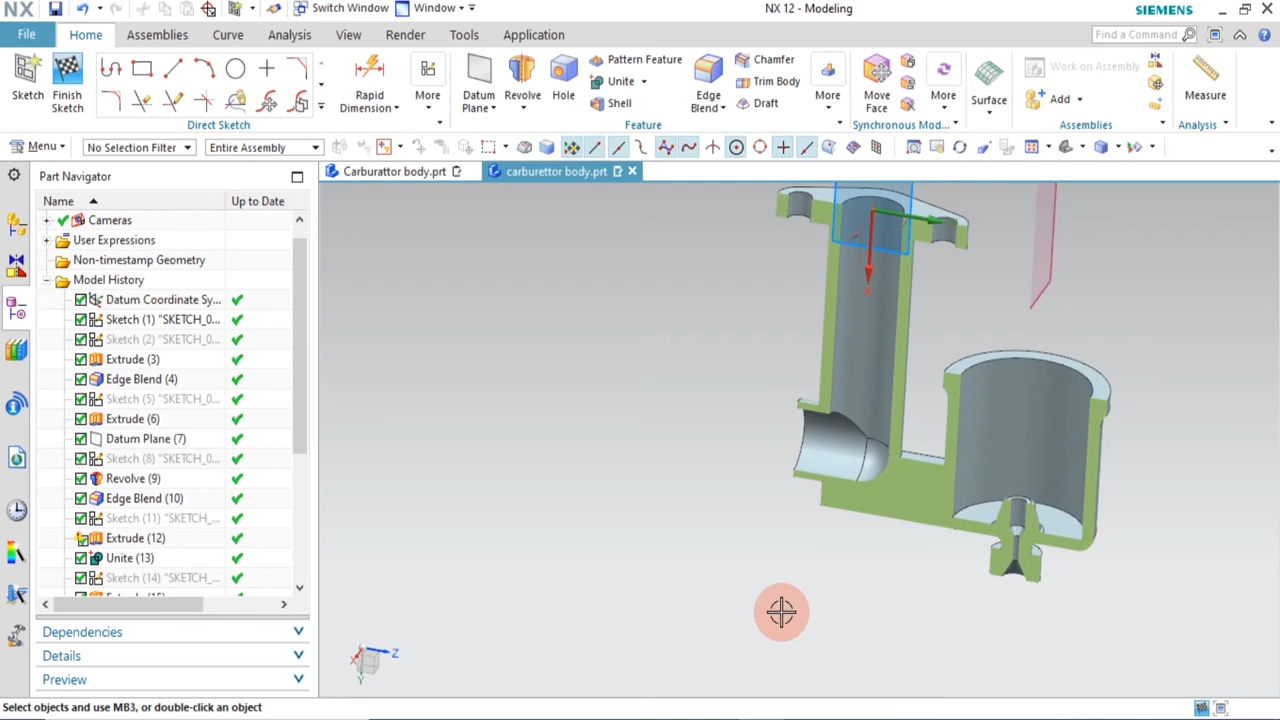 NX
Switch Window
Window
NX 12 - Modeling
SIEMENS
File
Home
Assemblies
Curve
Analysis
View
Render
Tools
Application
Find a Command
Sketch
Finish
Sketch
Direct Sketch
Rapid
Dimension
More
Datum
Plane
Revolve
Hole
Pattern Feature
Unite
Shell
Edge
Blend
Chamfer
Trim Body
Draft
More
Feature
Move
Face
More
Synchronous Mod...
Surface
Work on Assembly
Add
Assemblies
Measure
Analysis
Menu
No Selection Filter
Entire Assembly
Part Navigator
Carburattor body.prt
carburettor body.prt
Name
Up to Date
Cameras
User Expressions
Non-timestamp Geometry
Model History
Datum Coordinate Sy...
Sketch (1) "SKETCH_0...
Sketch (2) "SKETCH_0...
Extrude (3)
Edge Blend (4)
Sketch (5) "SKETCH_0...
Extrude (6)
Datum Plane (7)
Sketch (8) "SKETCH_0...
Revolve (9)
Edge Blend (10)
Sketch (11) "SKETCH_...
Extrude (12)
Unite (13)
Sketch (14) "SKETCH_...
Dependencies
Details
Preview
X
X
Z
Y
Select objects and use MB3, or double-click an object